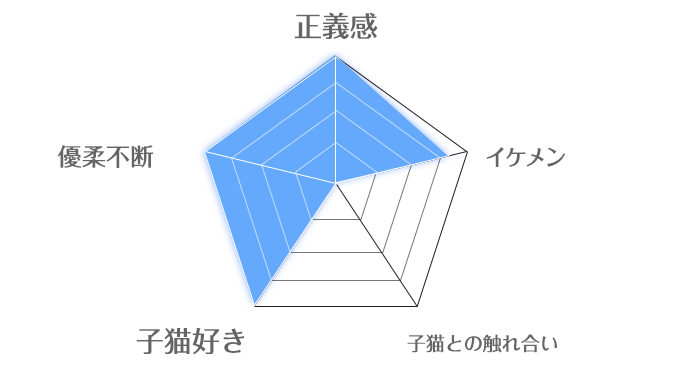 正義感
優柔不断
イケメン
子猫好き
子猫との触れ合い